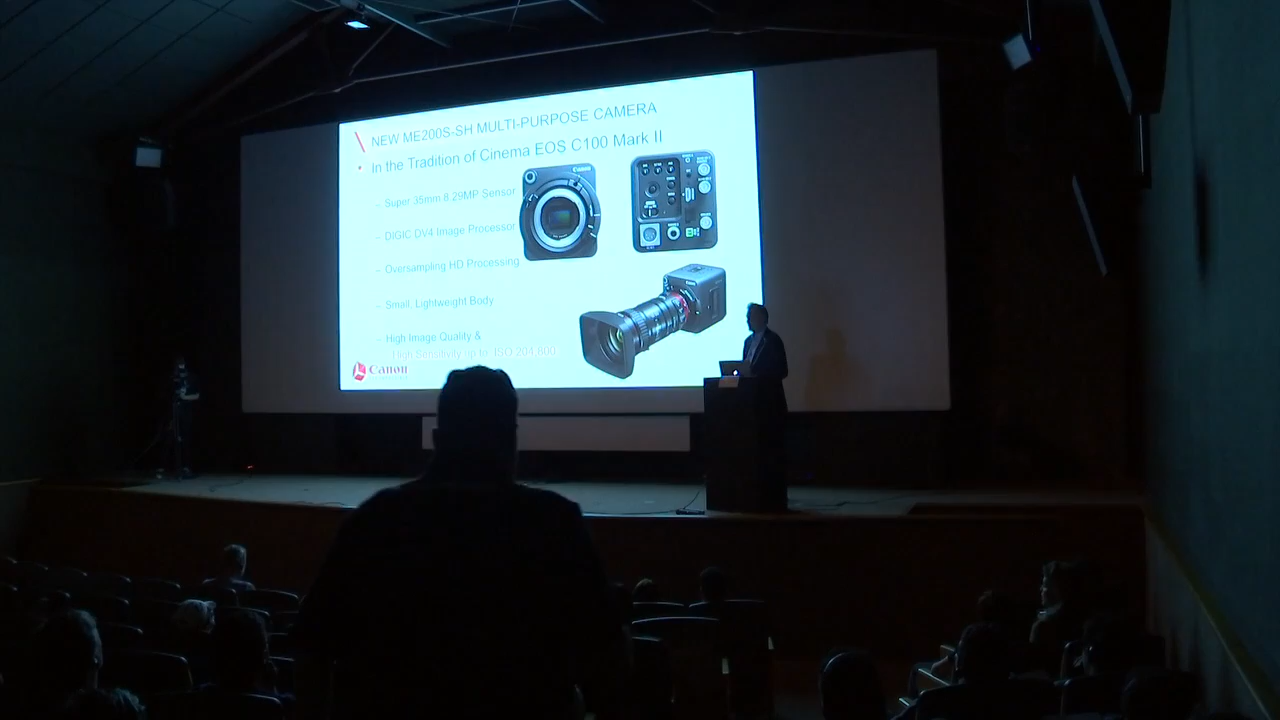 NEW ME200S-SH MULTI-PURPOSE CAMERA
• In the Tradition of Cinema EOS C100 Mark II
– Super 35mm 8.29MP Sensor
– DIGIC DV4 Image Processor
– Oversampling HD Processing
– Small, Lightweight Body
– High Image Quality &
High Sensitivity up to: ISO 204,800
Canon
Canon